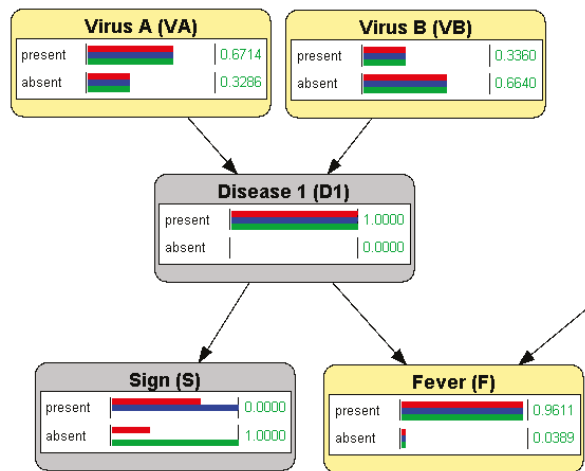 Virus A (VA)
present 0.6714
absent 0.3286
Virus B (VB)
present 0.3360
absent 0.6640
Disease 1 (D1)
present 1.0000
absent 0.0000
Sign (S)
present 0.0000
absent 1.0000
Fever (F)
present 0.9611
absent 0.0389